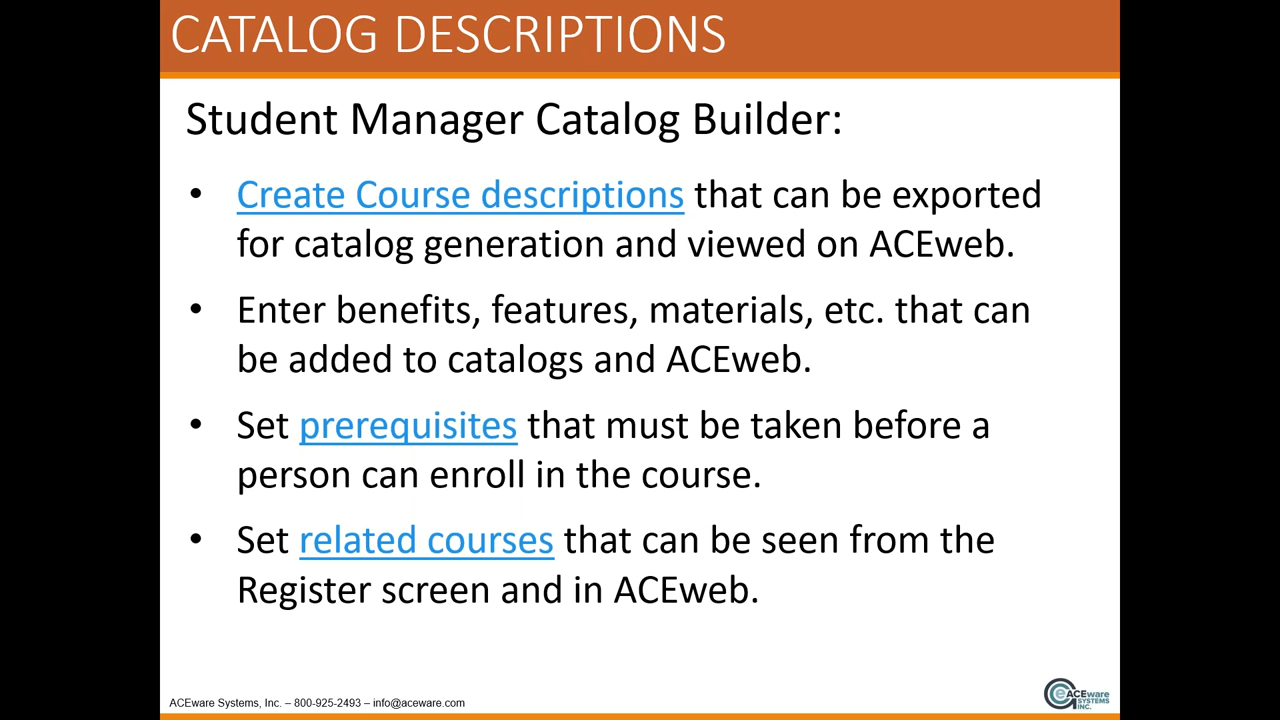 CATALOG DESCRIPTIONS
Student Manager Catalog Builder:
• Create Course descriptions that can be exported
for catalog generation and viewed on ACEweb.
• Enter benefits, features, materials, etc. that can
be added to catalogs and ACEweb.
• Set prerequisites that must be taken before a
person can enroll in the course.
• Set related courses that can be seen from the
Register screen and in ACEweb.
ACEware Systems, Inc. – 800-925-2493 – info@aceware.com
ACEware
SYSTEMS
INC.